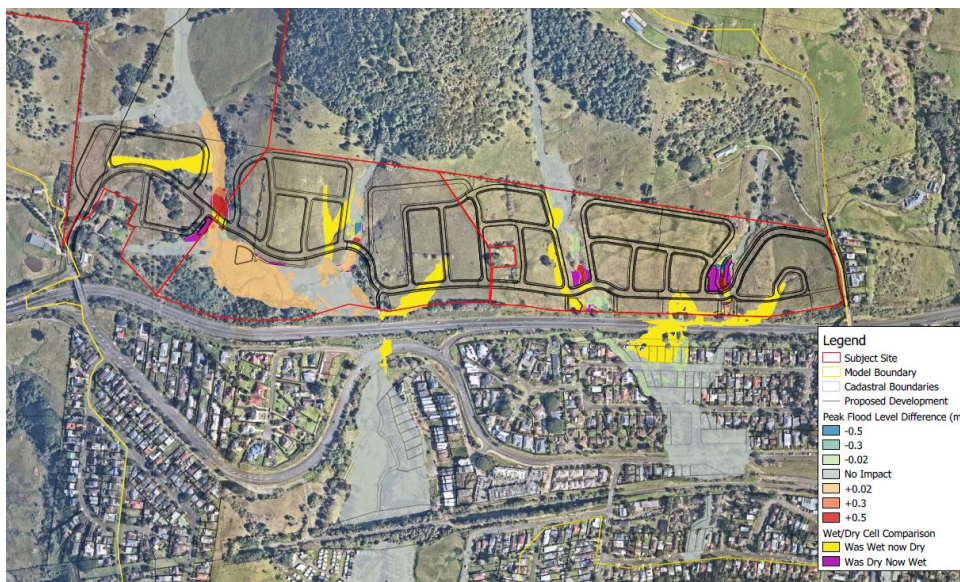 Legend
Subject Site
Model Boundary
Cadastral Boundaries
Proposed Development
Peak Flood Level Difference (m
-0.5
-0.3
-0.02
No Impact
+0.02
+0.3
+0.5
Wet/Dry Cell Comparison
Was Wet now Dry
Was Dry Now Wet